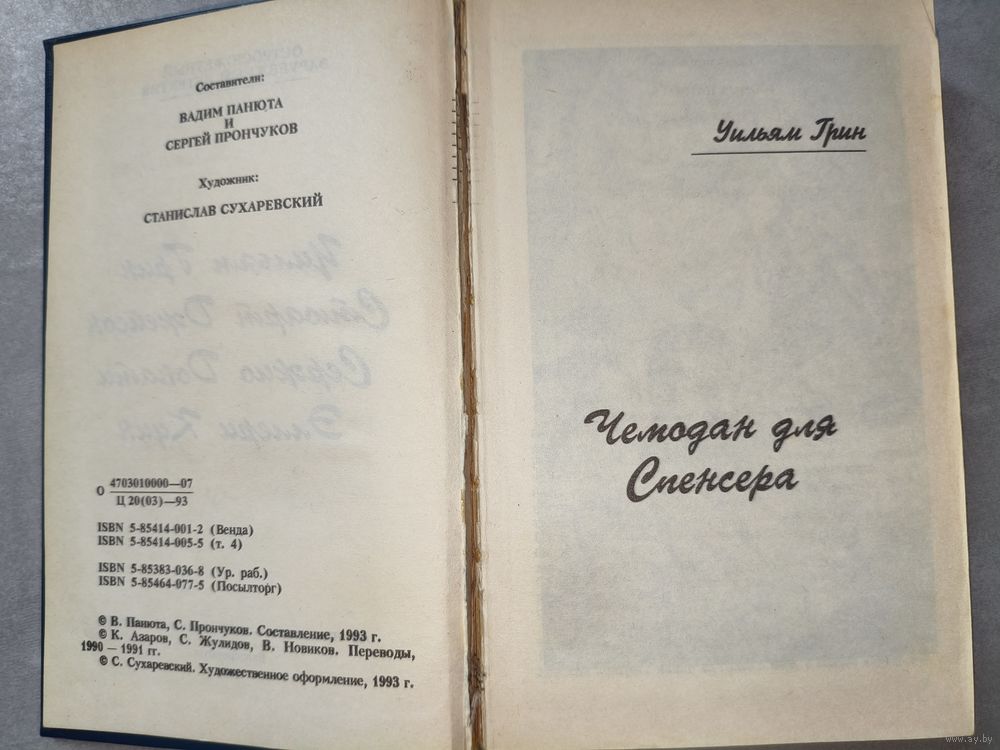 Составители:
ВАДИМ ПАНЮТА
И
СЕРГЕЙ ПРОНЧУКОВ
Художник:
СТАНИСЛАВ СУХАРЕВСКИЙ
О 4703010000—07
Ц 20(03)—93
ISBN 5-85414-001-2 (Венда)
ISBN 5-85414-005-5 (т. 4)
ISBN 5-85383-036-8 (Ур. раб.)
ISBN 5-85464-077-5 (Посылторг)
© В. Панюта, С. Прончуков. Составление, 1993 г.
© К. Азаров, С. Жулидов, В. Новиков. Переводы,
1990 — 1991 гг.
© С. Сухаревский. Художественное оформление, 1993 г.
Уильям Грин
Чемодан для
Спенсера
www.ay.by